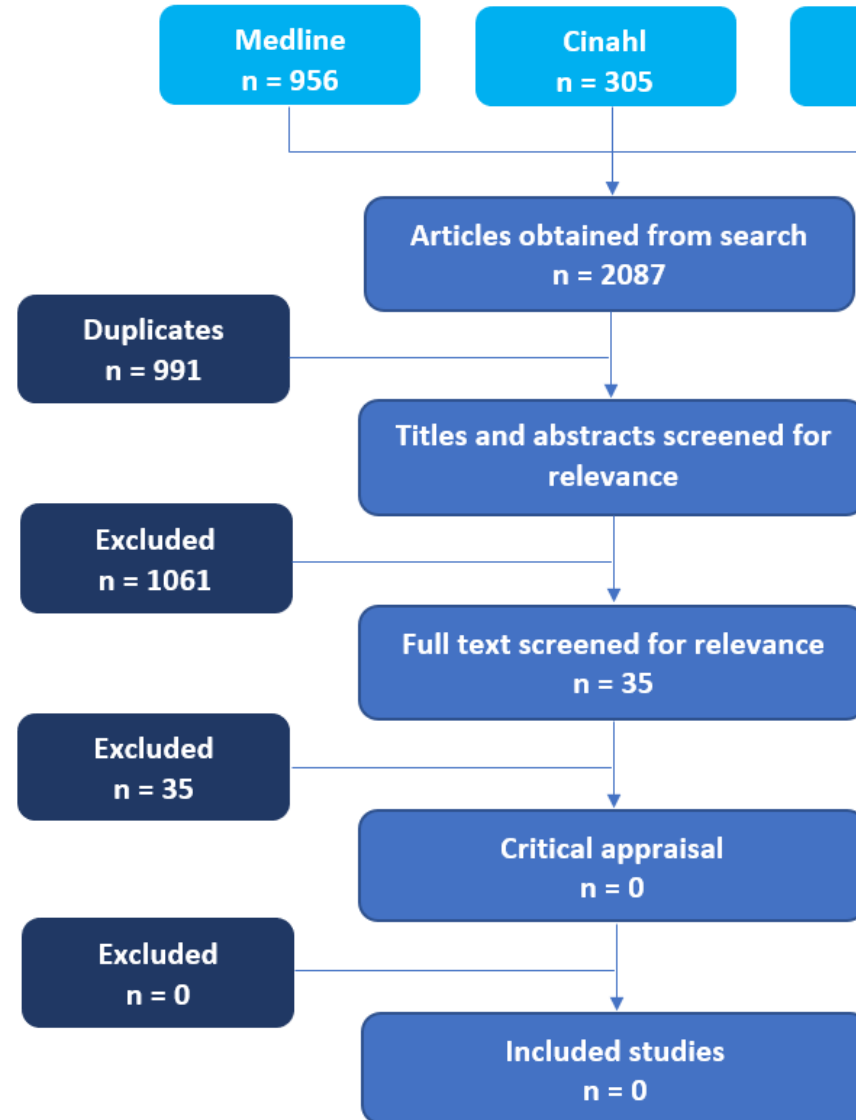 Medline
n = 956
Cinahl
n = 305
Articles obtained from search
n = 2087
Duplicates
n = 991
Titles and abstracts screened for
relevance
Excluded
n = 1061
Full text screened for relevance
n = 35
Excluded
n = 35
Critical appraisal
n = 0
Excluded
n = 0
Included studies
n = 0